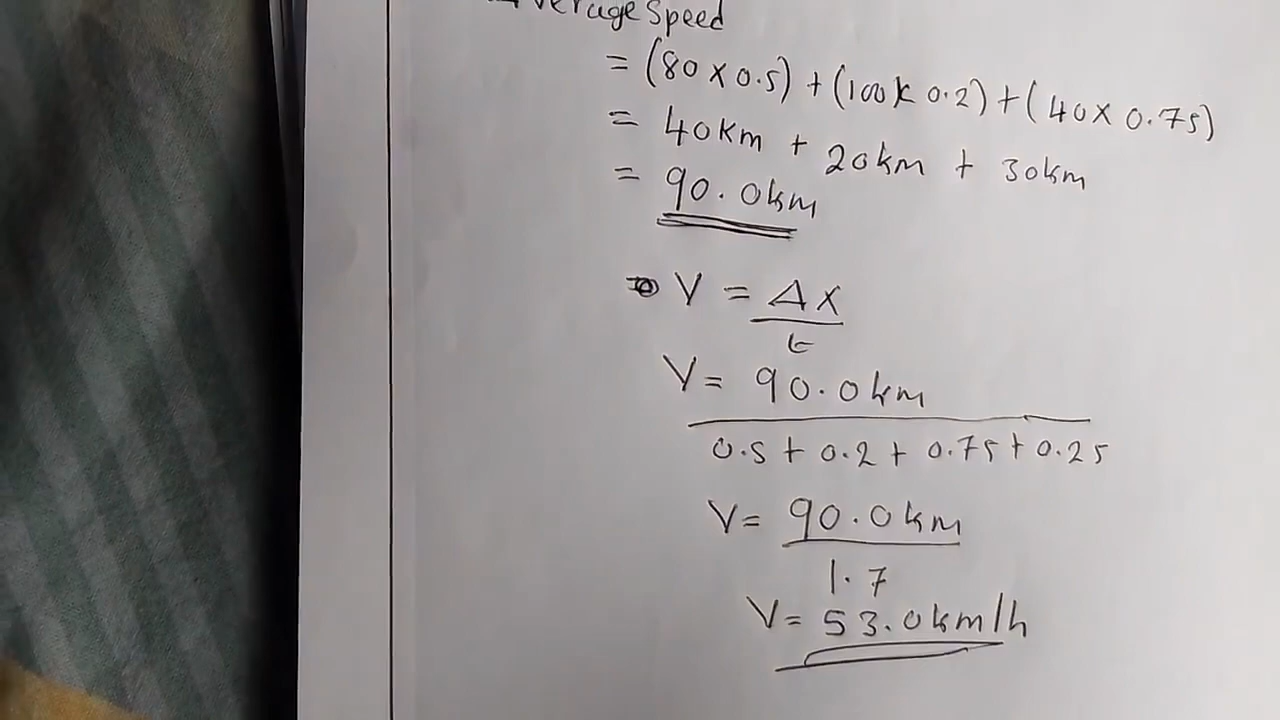 Average Speed
= (80 x 0.5) + (100 x 0.2) + (40 x 0.75)
= 40km + 20km + 30km
= 90.0km
V = Δx
t
V = 90.0km
0.5 + 0.2 + 0.75 + 0.25
V = 90.0km
1.7
V = 53.0km/h